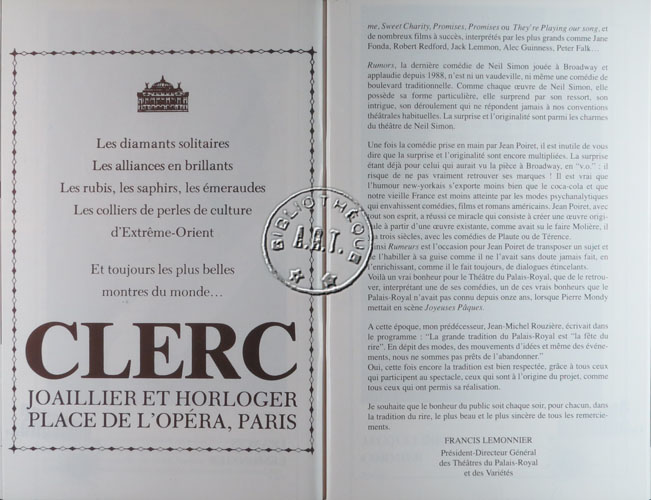 Les diamants solitaires
Les alliances en brillants
Les rubis, les saphirs, les émeraudes
Les colliers de perles de culture
d'Extrême-Orient
Et toujours les plus belles
montres du monde...
CLERC
JOAILLIER ET HORLOGER
PLACE DE L'OPÉRA, PARIS
BIBLIOTHÈQUE
A.R.T.
me, Sweet Charity, Promises, Promises ou They're Playing our song, et
de nombreux films à succès, interprétés par les plus grands comme Jane
Fonda, Robert Redford, Jack Lemmon, Alec Guinness, Peter Falk...
Rumors, la dernière comédie de Neil Simon jouée à Broadway et
applaudie depuis 1988, n'est ni un vaudeville, ni même une comédie de
boulevard traditionnelle. Comme chaque œuvre de Neil Simon, elle
possède sa forme particulière, elle surprend par son ressort, son
intrigue, son déroulement qui ne répondent jamais à nos conventions
théâtrales habituelles. La surprise et l'originalité sont parmi les charmes
du théâtre de Neil Simon.
Une fois la comédie prise en main par Jean Poiret, il est inutile de vous
dire que la surprise et l'originalité sont encore multipliées. La surprise
étant déjà pour celui qui aurait vu la pièce à Broadway, en "v.o." : il
risque de ne pas vraiment retrouver ses marques ! Il est vrai que
l'humour new-yorkais s'exporte moins bien que le coca-cola et que
notre vieille France est moins atteinte par les modes psychanalytiques
qui envahissent comédies, films et romans américains. Jean Poiret, avec
tout son esprit, a réussi ce miracle qui consiste à créer une œuvre origi-
nale à partir d'une œuvre existante, comme avait su le faire Molière, il
y a trois siècles, avec les comédies de Plaute ou de Térence.
Ainsi Rumeurs est l'occasion pour Jean Poiret de transposer un sujet et
de l'habiller à sa guise comme il ne l'avait sans doute jamais fait, en
l'enrichissant, comme il le fait toujours, de dialogues étincelants.
Voilà un vrai bonheur pour le Théâtre du Palais-Royal, que de le retrou-
ver, interprétant une de ses comédies, un de ces vrais bonheurs que le
Palais-Royal n'avait pas connu depuis onze ans, lorsque Pierre Mondy
mettait en scène Joyeuses Pâques.
A cette époque, mon prédécesseur, Jean-Michel Rouzière, écrivait dans
le programme : "La grande tradition du Palais-Royal est "la fête du
rire". En dépit des modes, des mouvements d'idées et même des événe-
ments, nous ne sommes pas prêts de l'abandonner."
Oui, cette fois encore la tradition est bien respectée, grâce à tous ceux
qui participent au spectacle, ceux qui sont à l'origine du projet, comme
tous ceux qui ont permis sa réalisation.
Je souhaite que le bonheur du public soit chaque soir, pour chacun, dans
la tradition du rire, le plus beau et le plus sincère de tous les remercie-
ments.
FRANCIS LEMONNIER
Président-Directeur Général
des Théâtres du Palais-Royal
et des Variétés